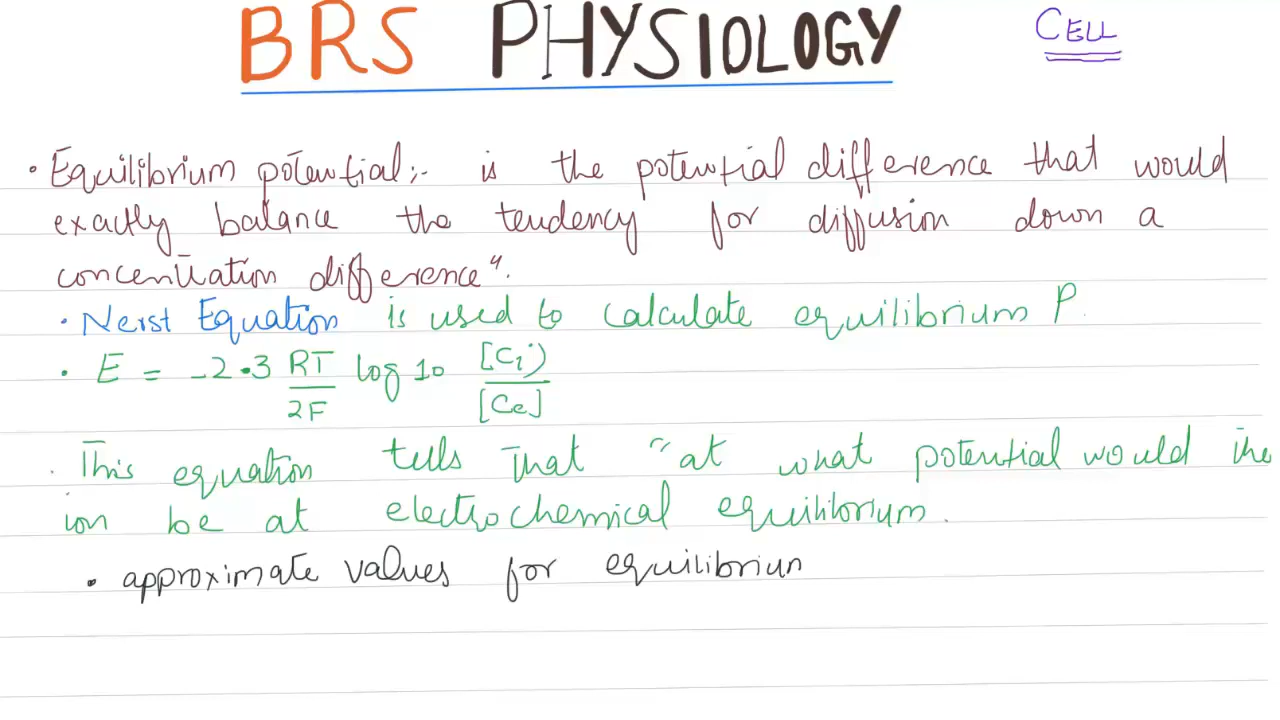 BRS PHYSIOLOGY CELL
• Equilibrium potential:- is the potential difference that would
exactly balance the tendency for diffusion down a
concentration difference".
• Nerst Equation is used to calculate equilibrium P.
• E = -2.3 RT/2F log 10 [Ci)/[Ce]
• This equation tells that "at what potential would the
ion be at electrochemical equilibrium.
• approximate values for equilibriun